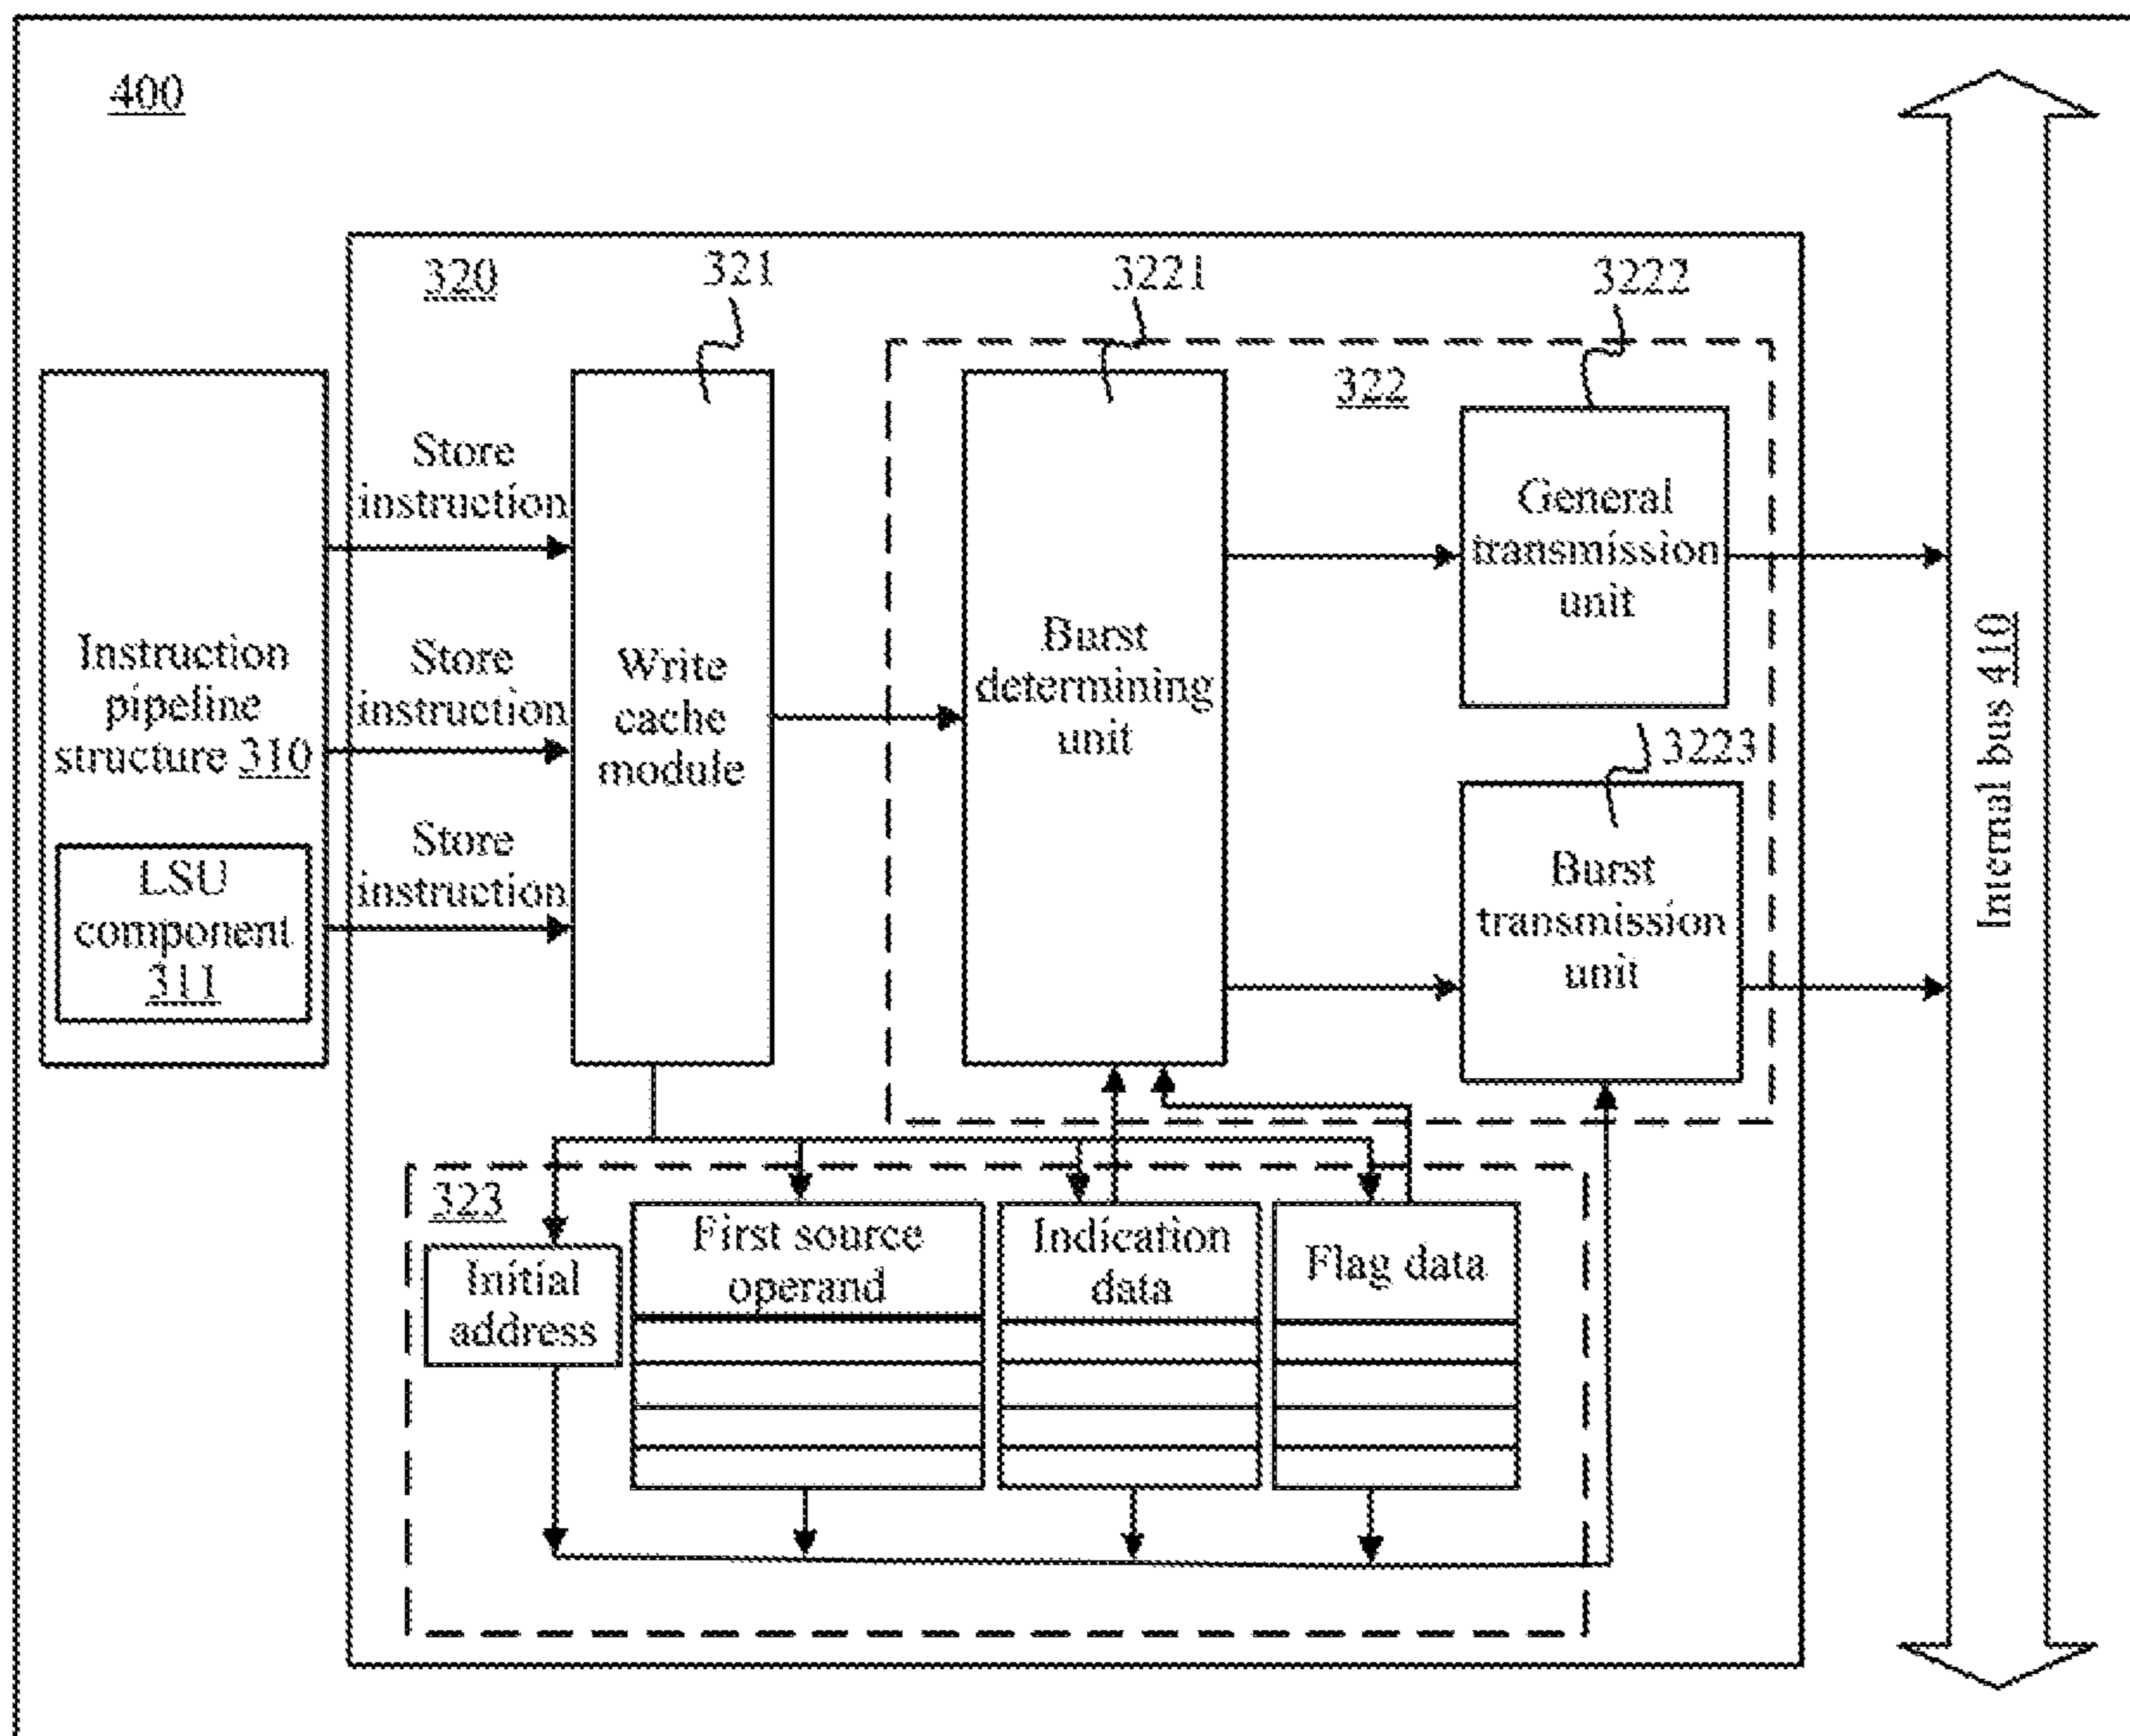 400
320
321
3221
3222
322
Store
instruction
Store
instruction
Store
instruction
Instruction
pipeline
structure 310
LSU
component
311
Write
cache
module
Burst
determining
unit
General
transmission
unit
3223
Burst
transmission
unit
Internal bus 410
323
Initial
address
First source
operand
Indication
data
Flag data